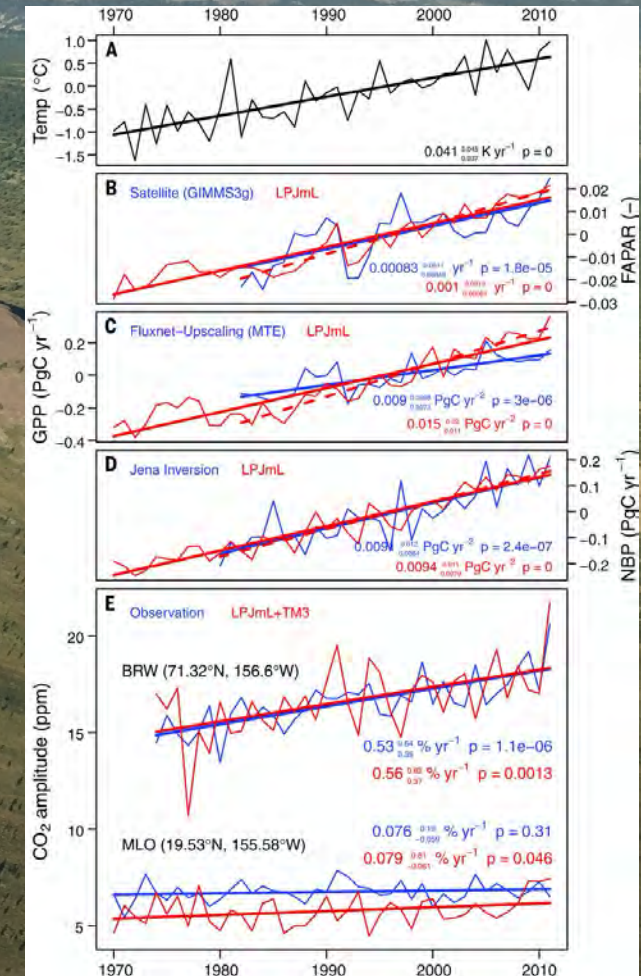 1970 1980 1990 2000 2010
A
1.0
0.5
0.0
−0.5
−1.0
−1.5
Temp (°C)
0.041 K yr−1 p = 0
B Satellite (GIMMS3g) LPJmL
0.02
0.01
0
−0.01
−0.02
−0.03
FAPAR (−)
0.00083 yr−1 p = 1.8e−05
0.001 yr−1 p = 0
C Fluxnet−Upscaling (MTE) LPJmL
0.2
0
−0.2
−0.4
GPP (PgC yr−1)
0.009 PgC yr−2 p = 3e−06
0.015 PgC yr−2 p = 0
D Jena Inversion LPJmL
0.2
0.1
0
−0.1
−0.2
NBP (PgC yr−1)
PgC yr−2 p = 2.4e−07
0.0094 PgC yr−2 p = 0
E Observation LPJmL+TM3
20
15
10
5
CO2 amplitude (ppm)
BRW (71.32°N, 156.6°W)
0.53 % yr−1 p = 1.1e−06
0.56 % yr−1 p = 0.0013
MLO (19.53°N, 155.58°W)
0.076 % yr−1 p = 0.31
0.079 % yr−1 p = 0.046
1970 1980 1990 2000 2010